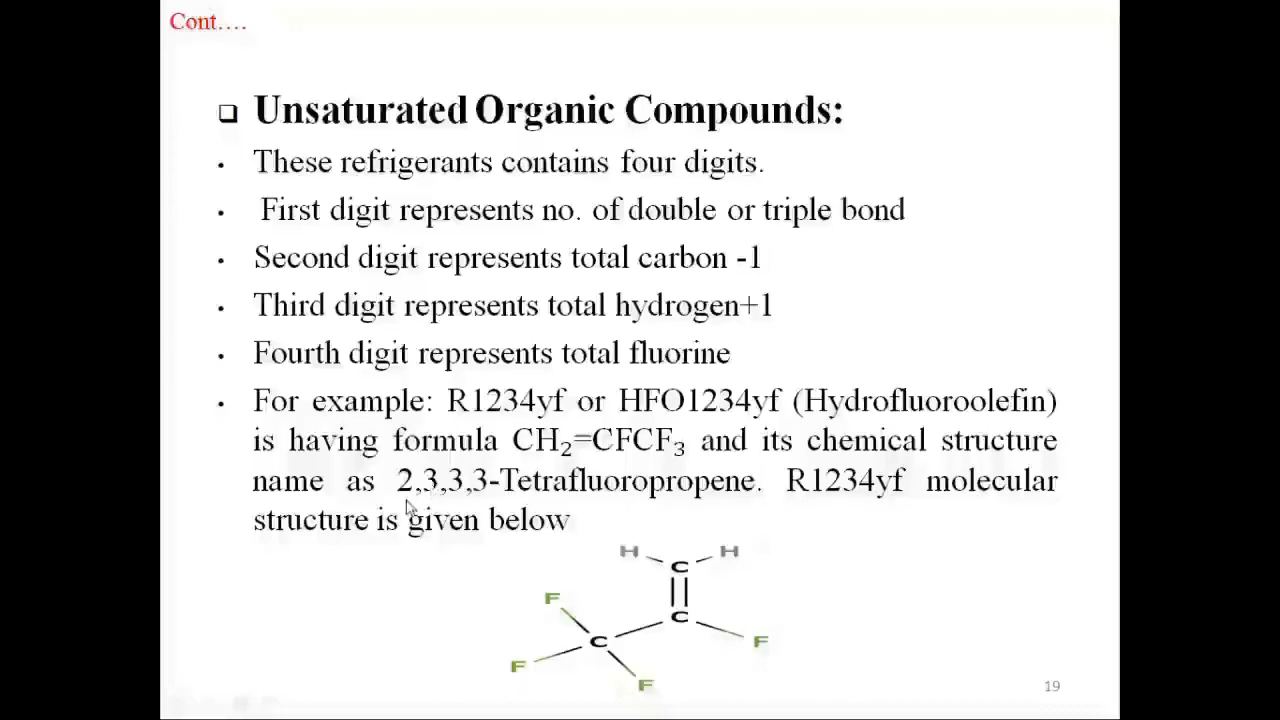 Cont….
❑ Unsaturated Organic Compounds:
• These refrigerants contains four digits.
• First digit represents no. of double or triple bond
• Second digit represents total carbon -1
• Third digit represents total hydrogen+1
• Fourth digit represents total fluorine
• For example: R1234yf or HFO1234yf (Hydrofluoroolefin)
is having formula CH₂=CFCF₃ and its chemical structure
name as 2,3,3,3-Tetrafluoropropene. R1234yf molecular
structure is given below
H H
C
F
C
C F
F
F
19